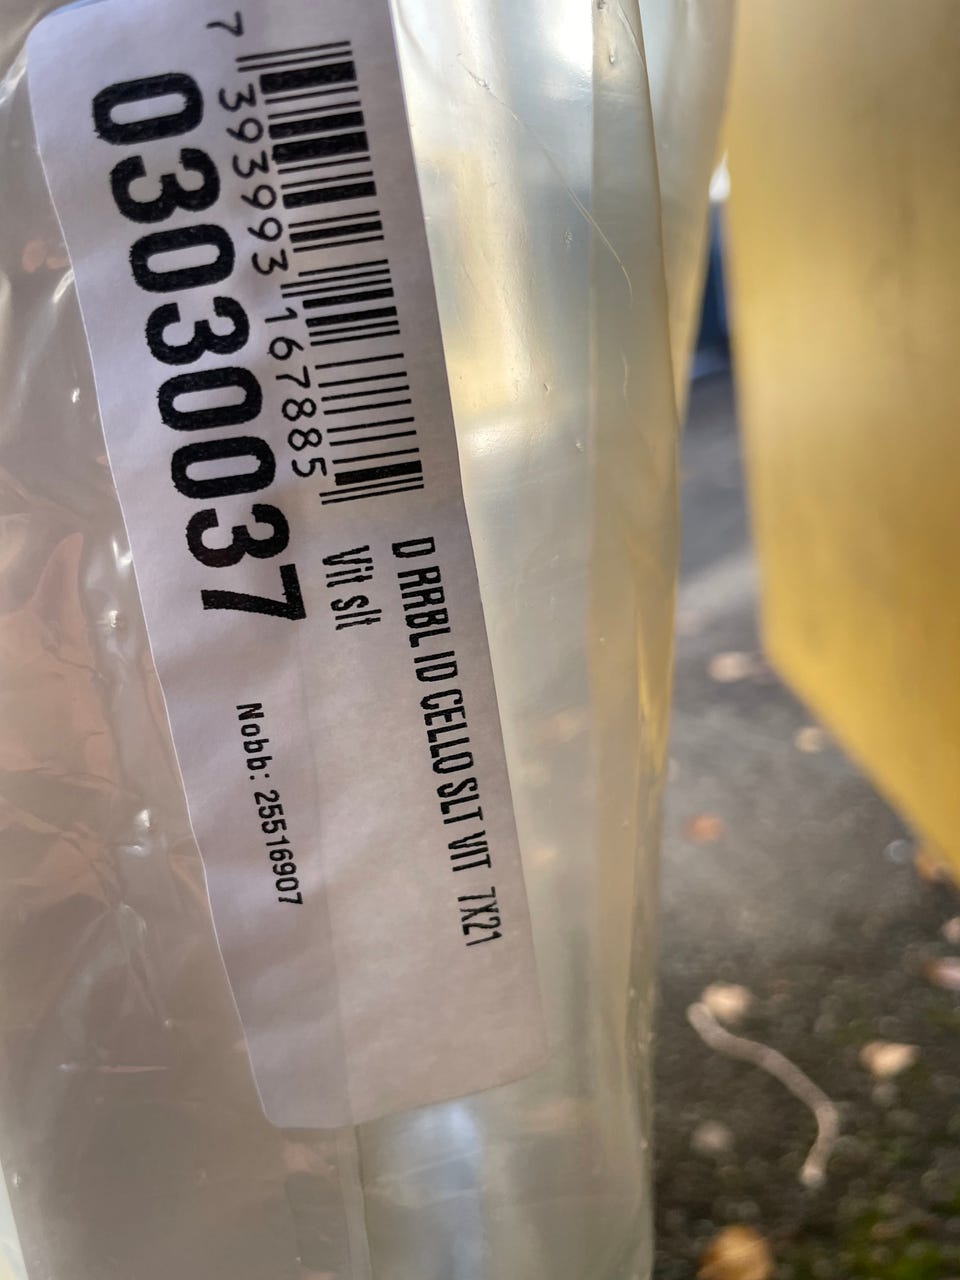 D RRBL ID CELLO SLT VIT 7X21
Vit slt
7 393993 167885
03030037
Nobb: 25516907